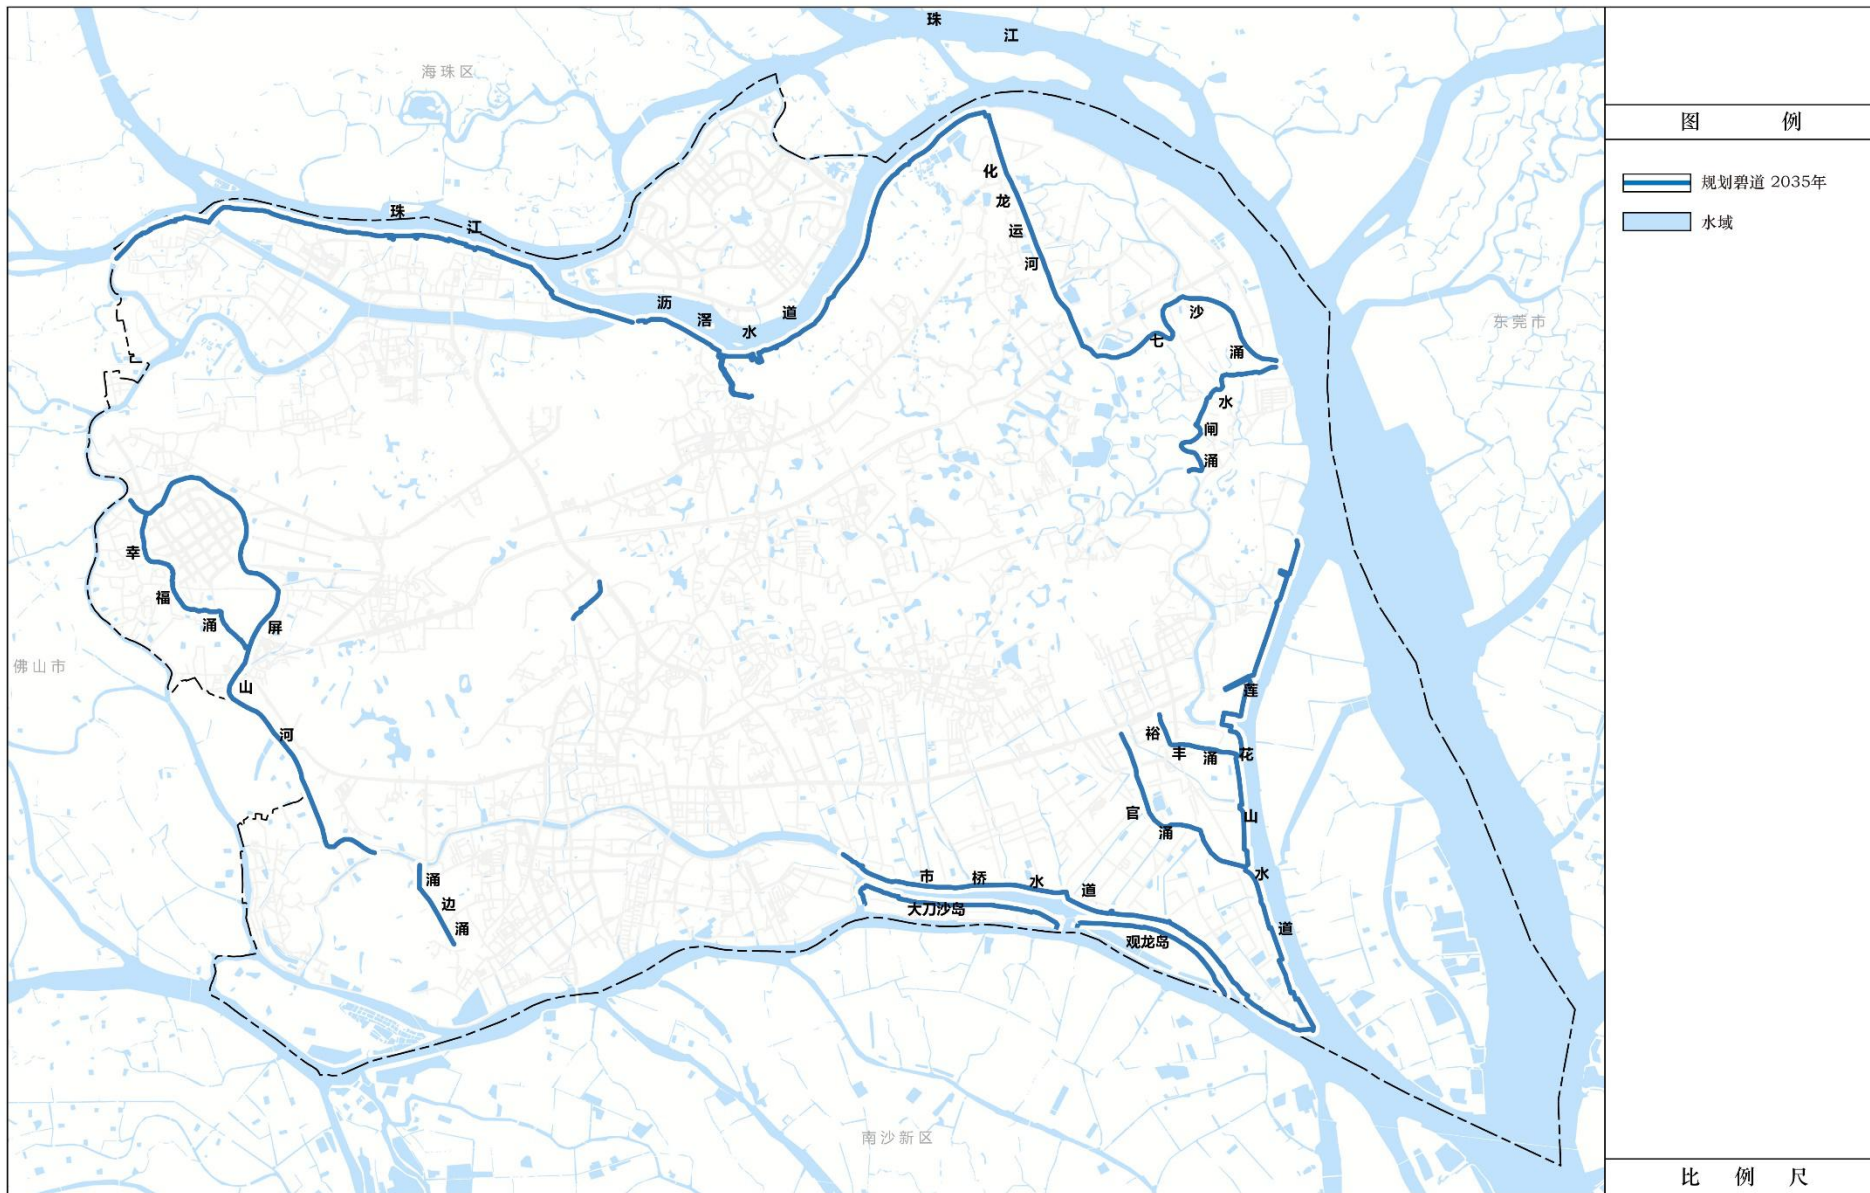 珠江
海珠区
图 例
规划碧道 2035年
水域
珠江
化龙运河
沥滘水道
七沙涌
东莞市
水闸涌
幸福涌
屏山河
佛山市
莲花山水道
裕丰涌
官涌
市桥水道
大刀沙岛
观龙岛
涌边涌
南沙新区
比 例 尺